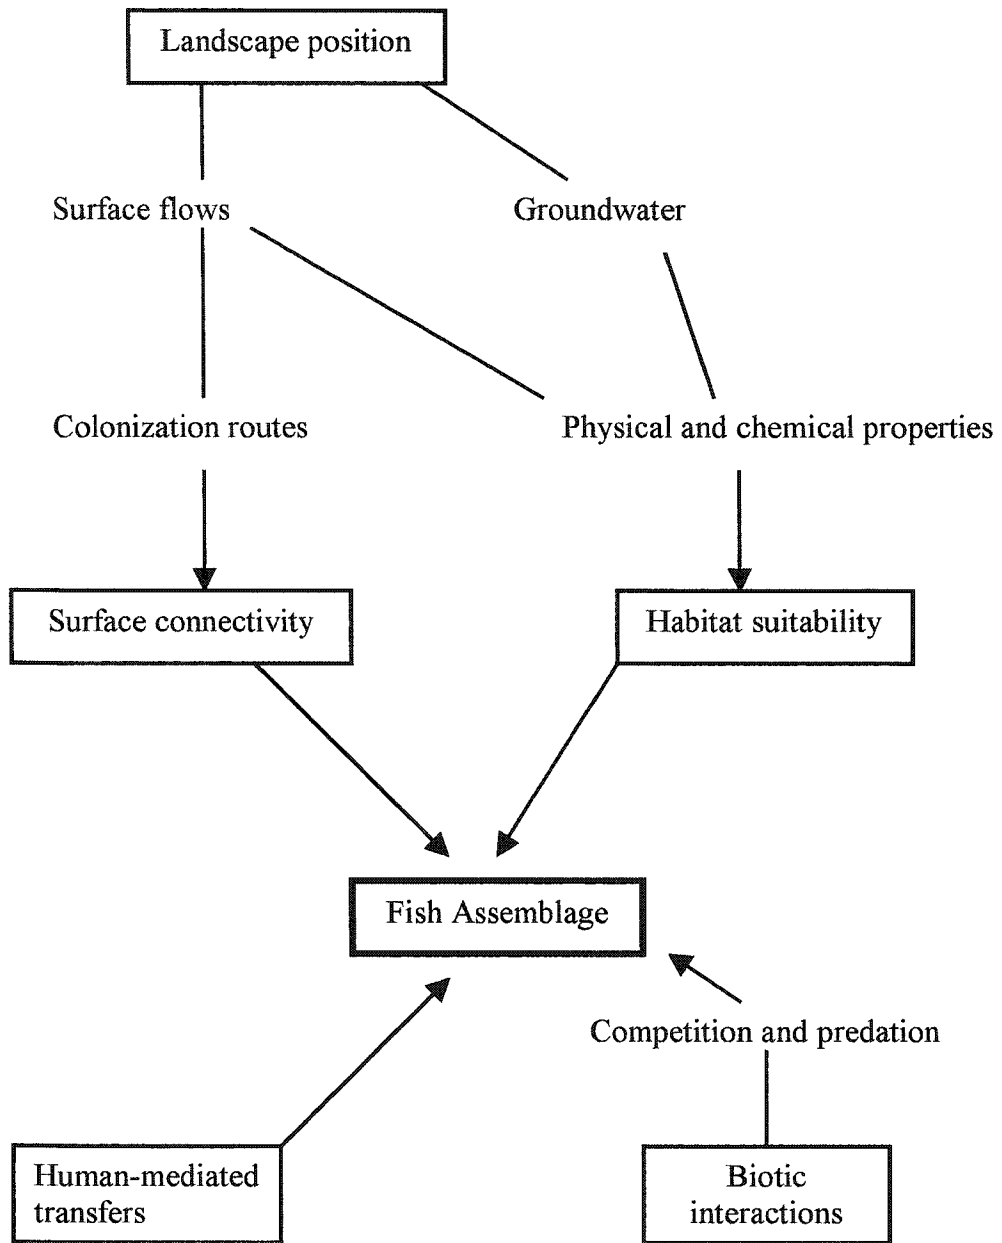 Landscape position
Surface flows
Groundwater
Colonization routes
Physical and chemical properties
Surface connectivity
Habitat suitability
Fish Assemblage
Competition and predation
Human-mediated
transfers
Biotic
interactions